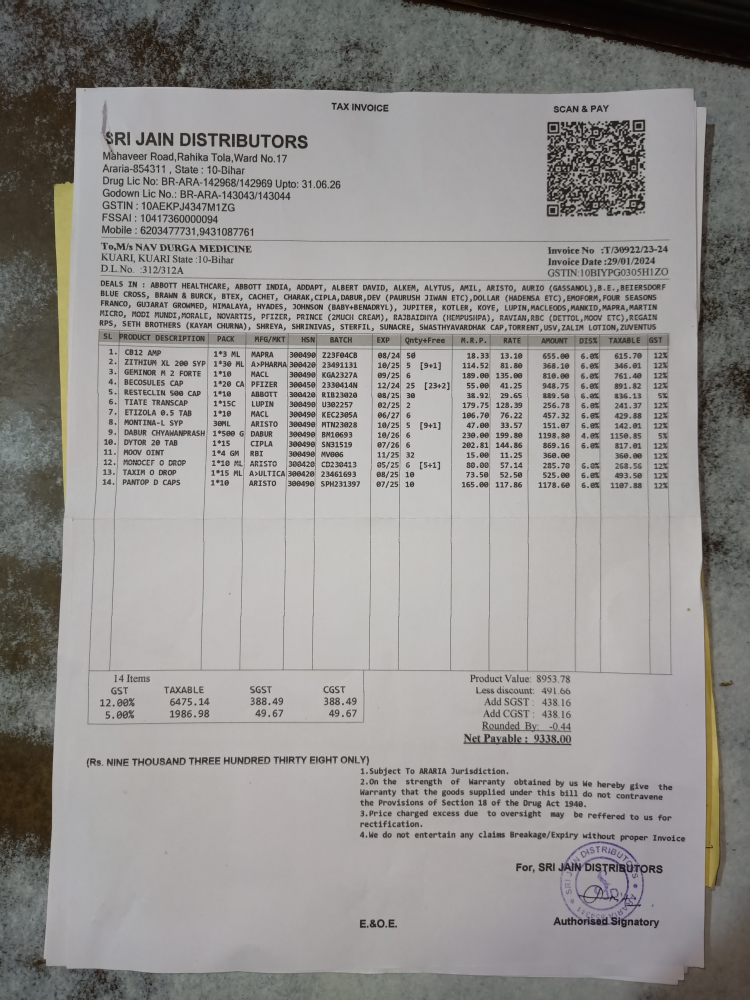 TAX INVOICE
SCAN & PAY
SRI JAIN DISTRIBUTORS
Mahaveer Road,Rahika Tola,Ward No.17
Araria-854311 , State : 10-Bihar
Drug Lic No: BR-ARA-142968/142969 Upto: 31.06.26
Godown Lic No.: BR-ARA-143043/143044
GSTIN : 10AEKPJ4347M1ZG
FSSAI : 10417360000094
Mobile : 6203477731,9431087761
To,M/s NAV DURGA MEDICINE
KUARI, KUARI State :10-Bihar
D.L.No. :312/312A
Invoice No :T/30922/23-24
Invoice Date :29/01/2024
GSTIN:10BIYPG0305H1ZO
DEALS IN : ABBOTT HEALTHCARE, ABBOTT INDIA, ADDAPT, ALBERT DAVID, ALKEM, ALYTUS, AMIL, ARISTO, AURIO (GASSANOL),B.E.,BEIERSDORF
BLUE CROSS, BRAWN & BURCK, BTEX, CACHET, CHARAK,CIPLA,DABUR,DEV (PAURUSH JIWAN ETC),DOLLAR (HADENSA ETC),EMOFORM,FOUR SEASONS
FRANCO, GUJARAT GROWMED, HIMALAYA, HYADES, JOHNSON (BABY+BENADRYL), JUPITER, KOTLER, KOYE, LUPIN,MACLEODS,MANKID,MAPRA,MARTIN
MICRO, MODI MUNDI,MORALE, NOVARTIS, PFIZER, PRINCE (2MUCH CREAM), RAJBAIDHYA (HEMPUSHPA), RAVIAN,RBC (DETTOL,MOOV ETC),REGAIN
RPS, SETH BROTHERS (KAYAM CHURNA), SHREYA, SHRINIVAS, STERFIL, SUNACRE, SWASTHYAVARDHAK CAP,TORRENT,USV,ZALIM LOTION,ZUVENTUS
SL PRODUCT DESCRIPTION PACK MFG/MKT HSN BATCH EXP Qnty+Free M.R.P. RATE AMOUNT DIS% TAXABLE GST
1. CB12 AMP 1*3 ML MAPRA 300490 Z23F04CB 08/24 50 18.33 13.10 655.00 6.0% 615.70 12%
2. ZITHIUM XL 200 SYP 1*30 ML A>PHARMA 300420 23491131 10/25 5 [9+1] 114.52 81.80 368.10 6.0% 346.01 12%
3. GEMINOR M 2 FORTE 1*10 MACL 300490 KGA2327A 09/25 6 189.00 135.00 810.00 6.0% 761.40 12%
4. BECOSULES CAP 1*20 CA PFIZER 300450 2330414N 12/24 25 [23+2] 55.00 41.25 948.75 6.0% 891.82 12%
5. RESTECLIN 500 CAP 1*10 ABBOTT 300420 RIB23020 08/25 30 38.92 29.65 889.50 6.0% 836.13 5%
6. TIATE TRANSCAP 1*15C LUPIN 300490 U302257 02/25 2 179.75 128.39 256.78 6.0% 241.37 12%
7. ETIZOLA 0.5 TAB 1*10 MACL 300490 KEC2305A 06/27 6 106.70 76.22 457.32 6.0% 429.88 12%
8. MONTINA-L SYP 30ML ARISTO 300490 MTN23028 10/25 5 [9+1] 47.00 33.57 151.07 6.0% 142.01 12%
9. DABUR CHYAWANPRASH 1*500 G DABUR 300490 BM10693 10/26 6 230.00 199.80 1198.80 4.0% 1150.85 5%
10. DYTOR 20 TAB 1*15 CIPLA 300490 SN31519 07/26 6 202.81 144.86 869.16 6.0% 817.01 12%
11. MOOV OINT 1*4 GM RBI 300490 MV006 11/25 32 15.00 11.25 360.00 360.00 12%
12. MONOCEF O DROP 1*10 ML ARISTO 300420 CD230413 05/25 6 [5+1] 80.00 57.14 285.70 6.0% 268.56 12%
13. TAXIM O DROP 1*15 ML A>ULTICA 300420 23461693 08/25 10 73.50 52.50 525.00 6.0% 493.50 12%
14. PANTOP D CAPS 1*10 ARISTO 300490 SPH231397 07/25 10 165.00 117.86 1178.60 6.0% 1107.88 12%
14 Items
GST TAXABLE SGST CGST
12.00% 6475.14 388.49 388.49
5.00% 1986.98 49.67 49.67
Product Value: 8953.78
Less discount: 491.66
Add SGST : 438.16
Add CGST : 438.16
Rounded By: -0.44
Net Payable : 9338.00
(Rs. NINE THOUSAND THREE HUNDRED THIRTY EIGHT ONLY)
1.Subject To ARARIA Jurisdiction.
2.On the strength of Warranty obtained by us We hereby give the
Warranty that the goods supplied under this bill do not contravene
the Provisions of Section 18 of the Drug Act 1940.
3.Price charged excess due to oversight may be reffered to us for
rectification.
4.We do not entertain any claims Breakage/Expiry without proper Invoice
For, SRI JAIN DISTRIBUTORS
Authorised Signatory
E.&O.E.